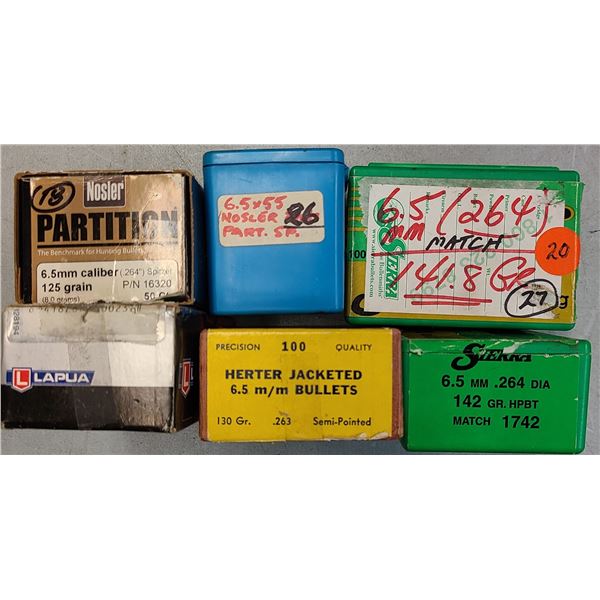 18
Nosler
PARTITION
The Benchmark for Hunting Bullets
6.5mm caliber (.264") Spitzer
125 grain P/N 16320
(8.0 grams) 50 Ct.
6.5x55
NOSLER 26
PART. SP.
6.5 (264)
mm MATCH
SIERRA
141.8 GR
100
20
27
LAPUA
L
PRECISION 100 QUALITY
HERTER JACKETED
6.5 m/m BULLETS
130 Gr. .263 Semi-Pointed
SIERRA
6.5 MM .264 DIA
142 GR. HPBT
MATCH 1742